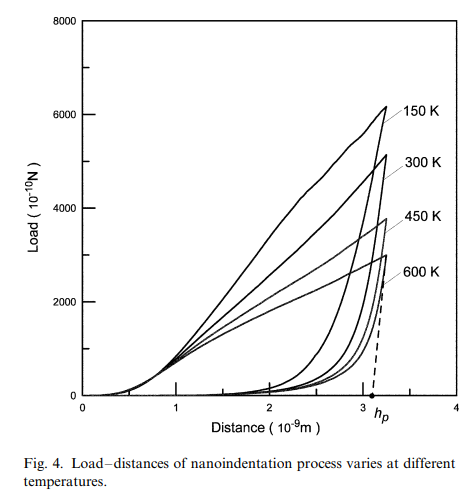 8000
6000
4000
2000
0
Load ( 10⁻¹⁰N )
150 K
300 K
450 K
600 K
0 1 2 3 4
hₚ
Distance ( 10⁻⁹m )
Fig. 4. Load–distances of nanoindentation process varies at different
temperatures.